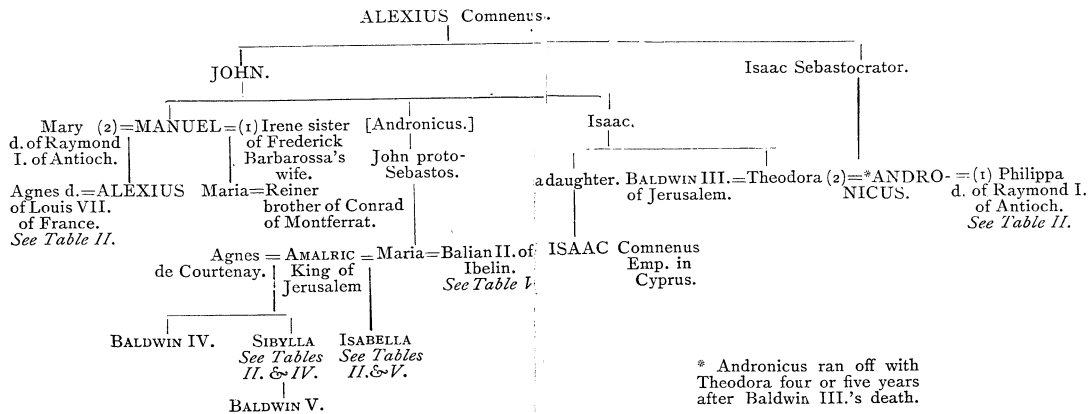 ALEXIUS Comnenus.
JOHN.
Isaac Sebastocrator.
Mary (2)=MANUEL=(1) Irene sister
d. of Raymond
I. of Antioch.
of Frederick
Barbarossa's
wife.
[Andronicus.]
John proto-
Sebastos.
Isaac.
Agnes d.=ALEXIUS
of Louis VII.
of France.
See Table II.
Maria=Reiner
brother of Conrad
of Montferrat.
a daughter.
BALDWIN III.=Theodora (2)=*ANDRO-
of Jerusalem.
NICUS.
=(1) Philippa
d. of Raymond I.
of Antioch.
See Table II.
Agnes = AMALRIC = Maria=Balian II. of
de Courtenay.
King of
Jerusalem
Ibelin.
See Table V
ISAAC Comnenus
Emp. in
Cyprus.
BALDWIN IV.
SIBYLLA
See Tables
II. & IV.
ISABELLA
See Tables
II. & V.
BALDWIN V.
* Andronicus ran off with
Theodora four or five years
after Baldwin III.'s death.